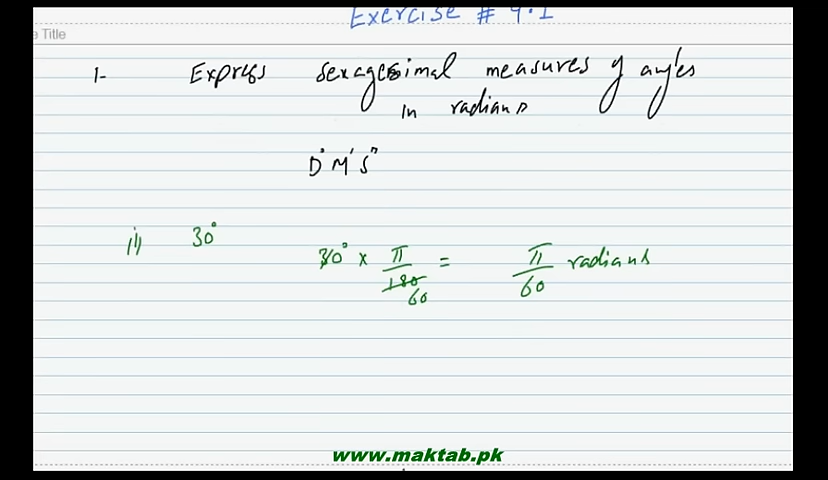 Exercise # 9.1
e Title
1- Express sexagesimal measures of angles
in radians
D° M' S"
i) 30°
30° × π/180 60 = π/60 radians
www.maktab.pk